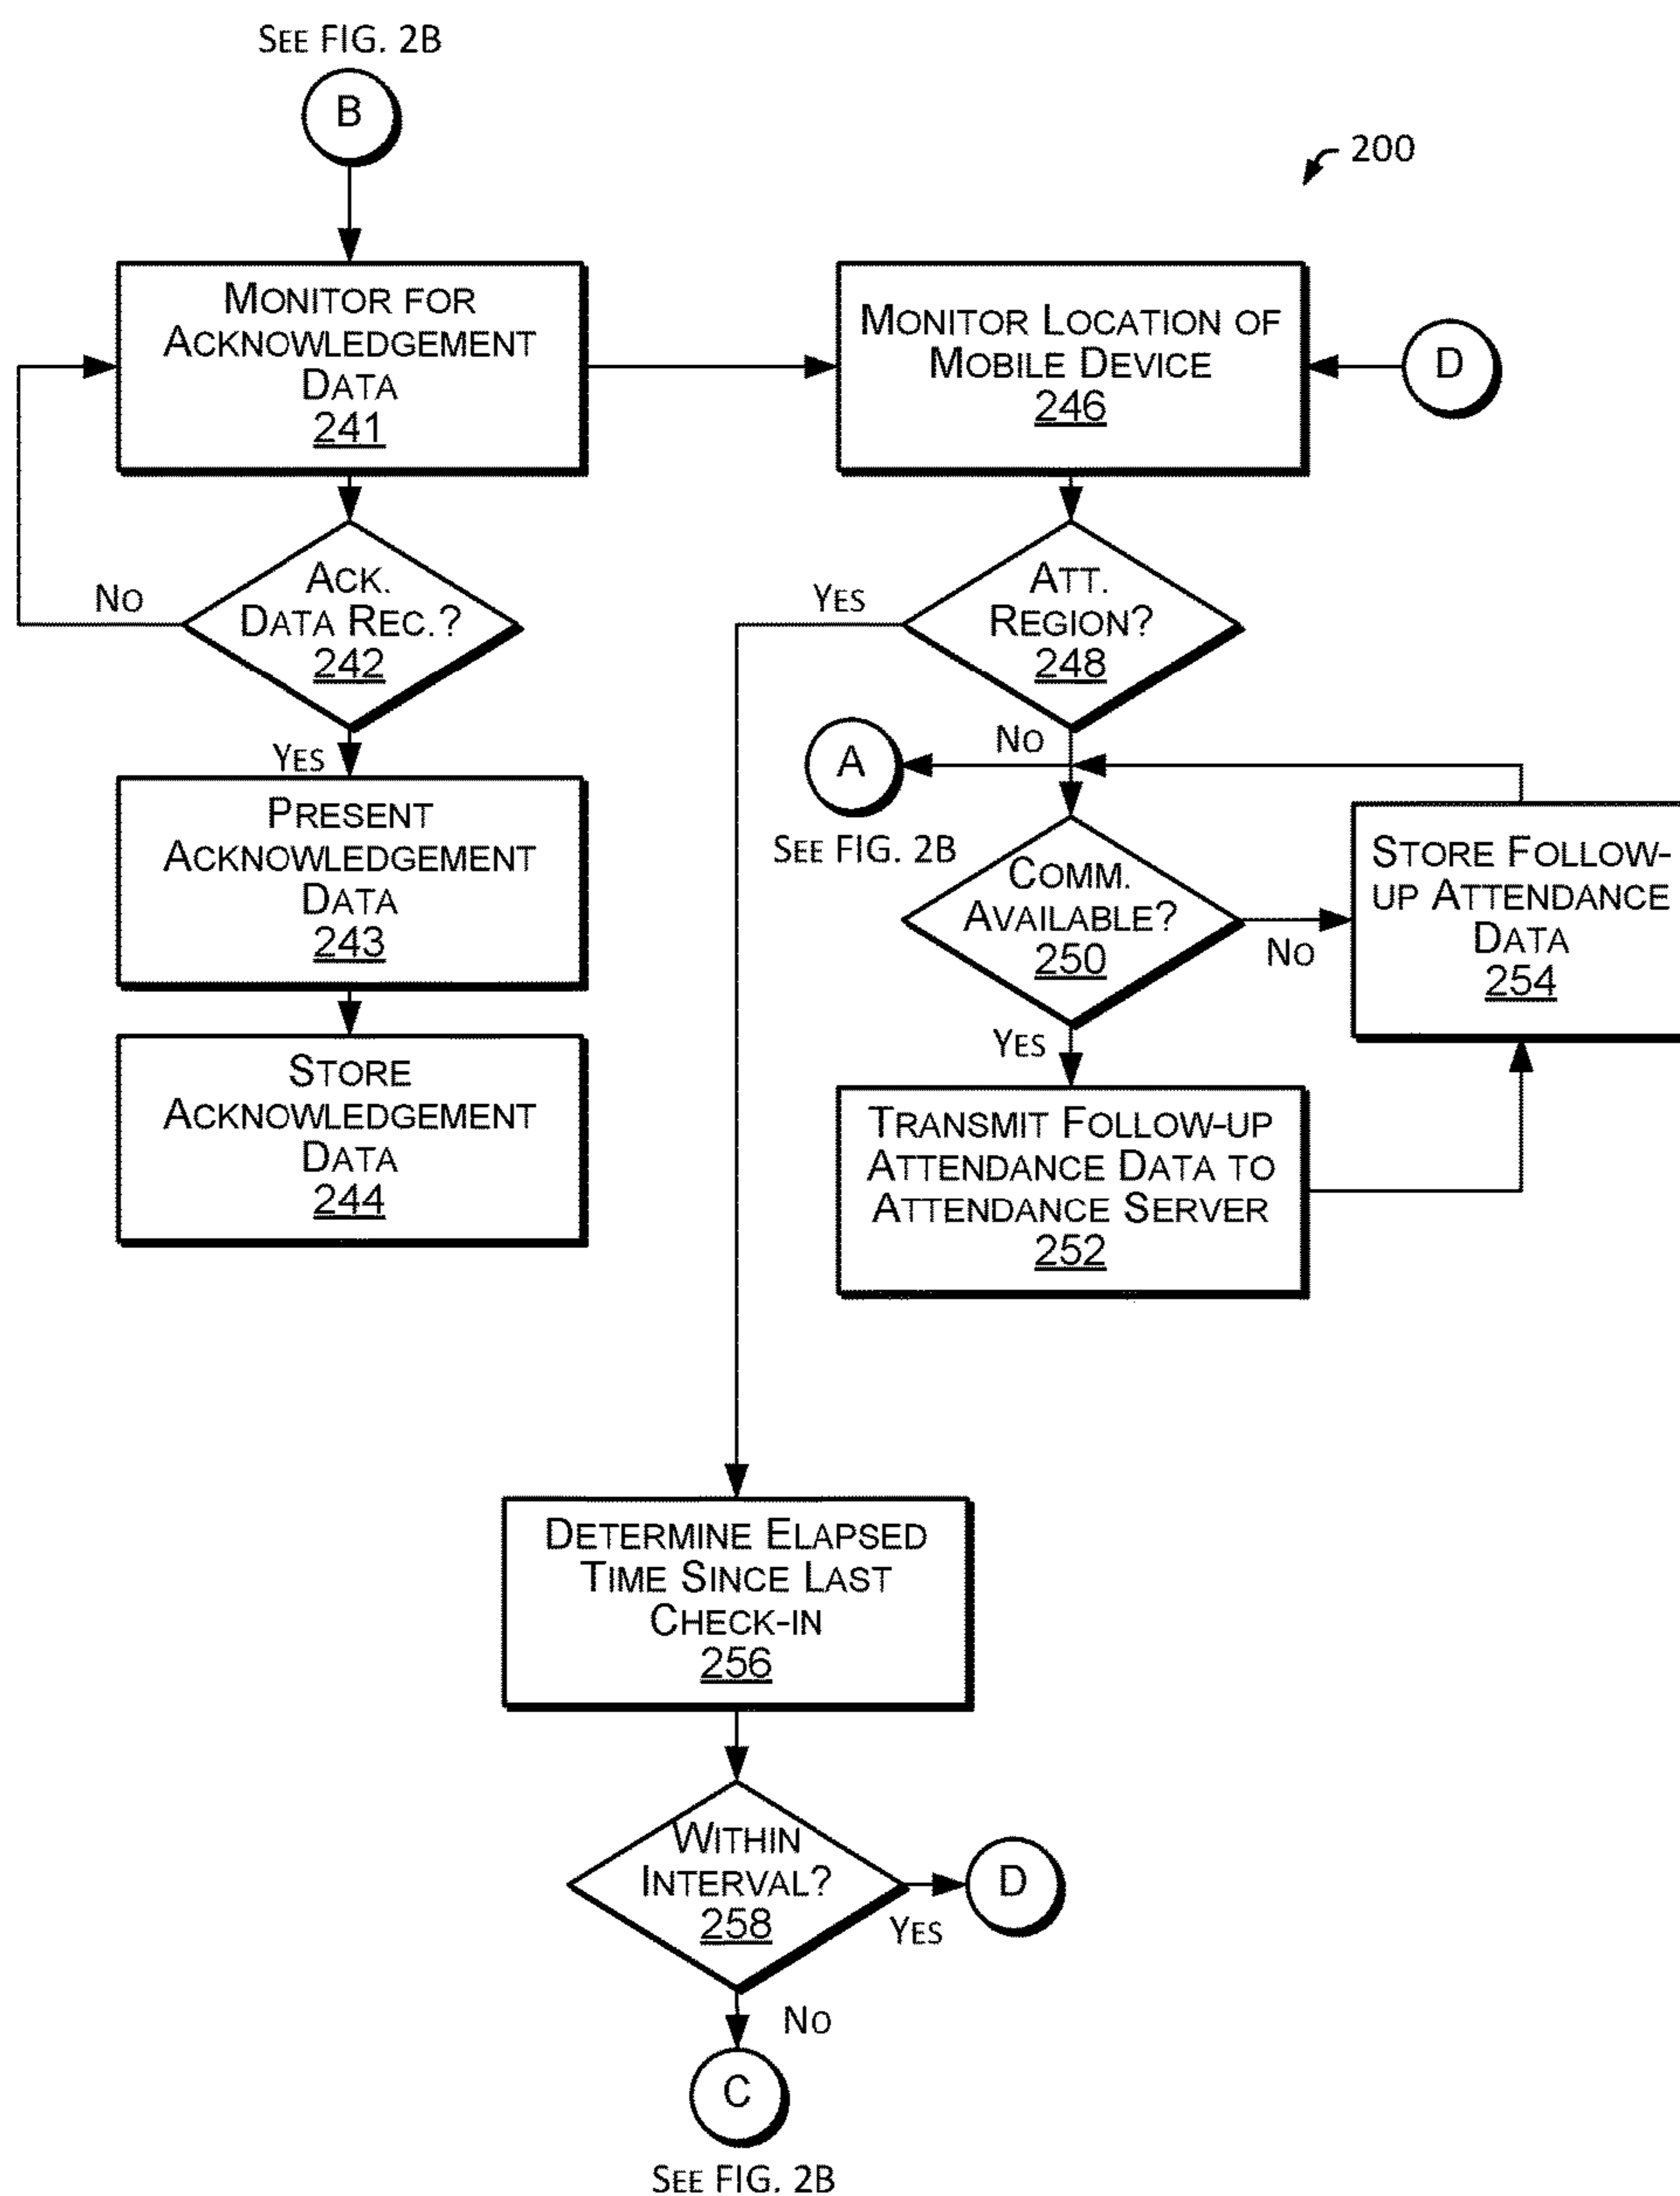 SEE FIG. 2B
B
200
MONITOR FOR
ACKNOWLEDGEMENT
DATA
241
MONITOR LOCATION OF
MOBILE DEVICE
246
D
ACK.
DATA REC.?
242
NO
YES
ATT.
REGION?
248
YES
NO
A
SEE FIG. 2B
PRESENT
ACKNOWLEDGEMENT
DATA
243
COMM.
AVAILABLE?
250
NO
YES
STORE FOLLOW-
UP ATTENDANCE
DATA
254
STORE
ACKNOWLEDGEMENT
DATA
244
TRANSMIT FOLLOW-UP
ATTENDANCE DATA TO
ATTENDANCE SERVER
252
DETERMINE ELAPSED
TIME SINCE LAST
CHECK-IN
256
WITHIN
INTERVAL?
258
YES
D
NO
C
SEE FIG. 2B